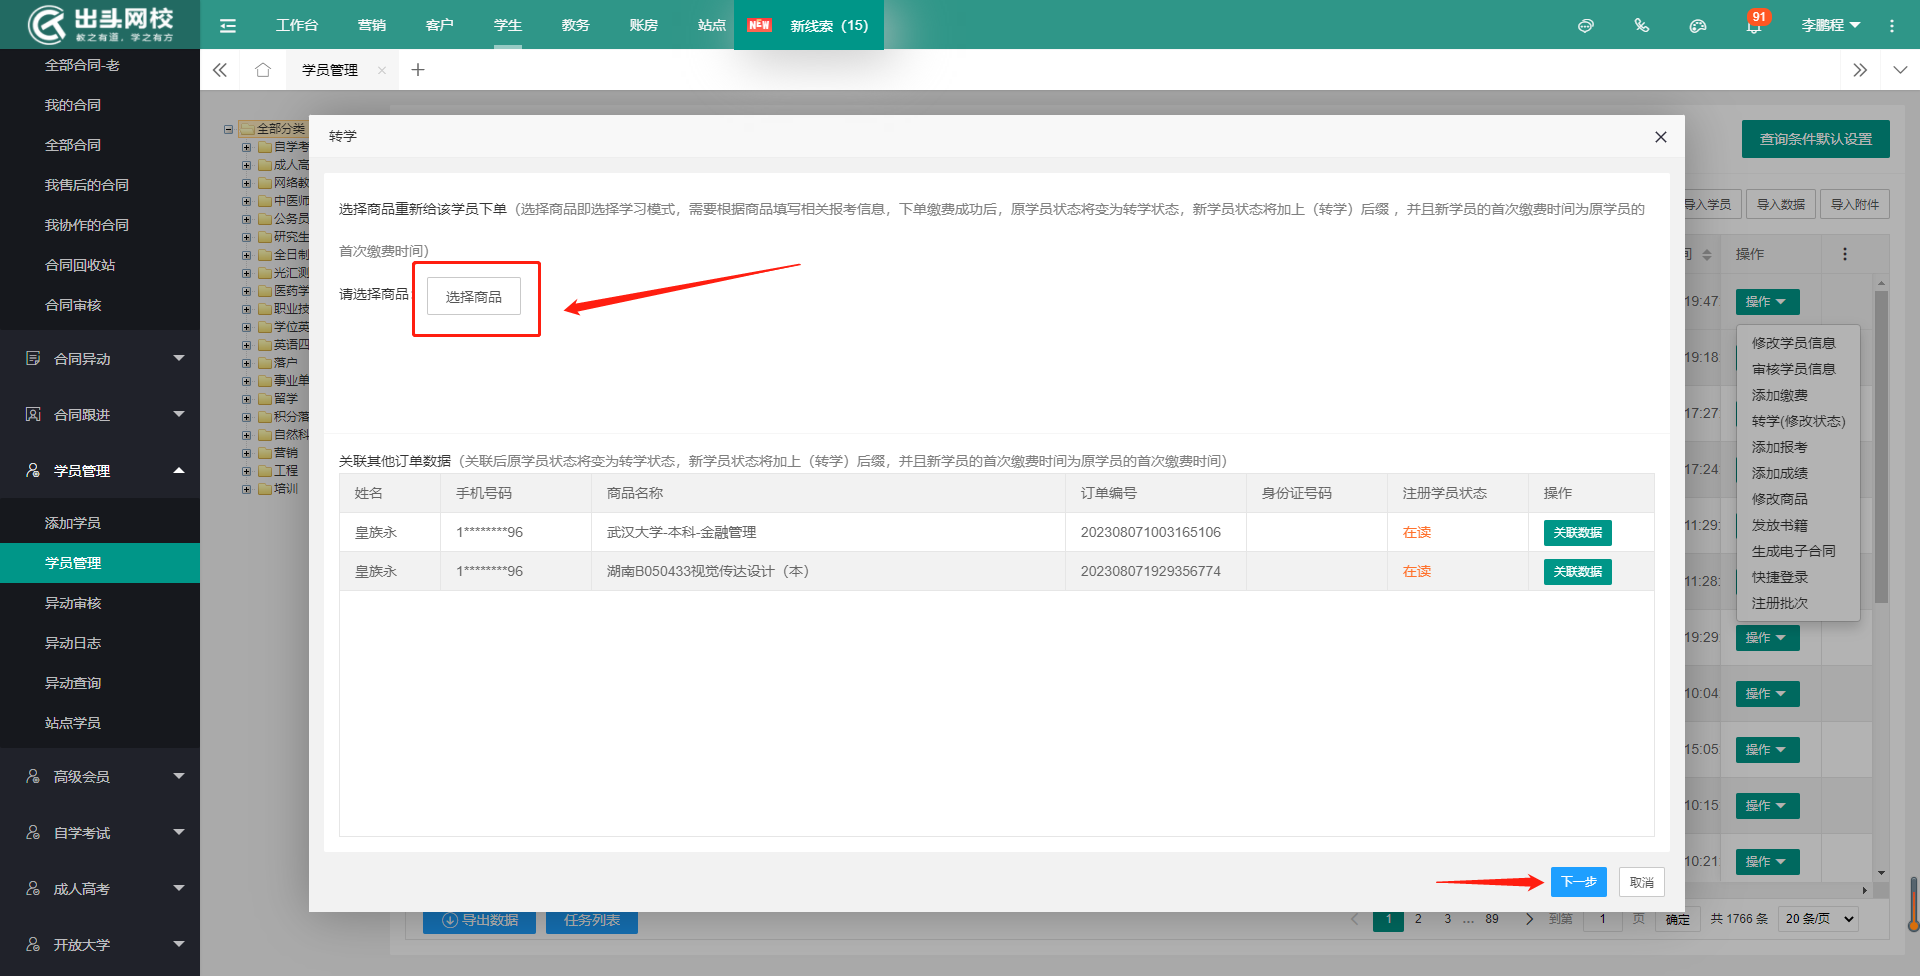 出头网校
教之有道，学之有方
工作台
营销
客户
学生
教务
账房
站点
NEW
新线索（15）
91
李鹏程
学员管理
全部合同-老
我的合同
全部合同
我售后的合同
我协作的合同
合同回收站
合同审核
合同异动
合同跟进
学员管理
添加学员
学员管理
异动审核
异动日志
异动查询
站点学员
高级会员
自学考试
成人高考
开放大学
全部分类
自学考
成人高
网络教
中医师
公务员
研究生
全日制
光汇测
医药学
职业技
学位英
英语四
落户
事业单
留学
积分落
自然科
营销
工程
培训
转学
选择商品重新给该学员下单（选择商品即选择学习模式，需要根据商品填写相关报考信息，下单缴费成功后，原学员状态将变为转学状态，新学员状态将加上（转学）后缀，并且新学员的首次缴费时间为原学员的
首次缴费时间）
请选择商品：
选择商品
关联其他订单数据（关联后原学员状态将变为转学状态，新学员状态将加上（转学）后缀，并且新学员的首次缴费时间为原学员的首次缴费时间）
姓名 手机号码 商品名称 订单编号 身份证号码 注册学员状态 操作
皇族永 1********96 武汉大学-本科-金融管理 202308071003165106 在读 关联数据
皇族永 1********96 湖南B050433视觉传达设计（本） 202308071929356774 在读 关联数据
下一步
取消
查询条件默认设置
导入学员
导入数据
导入附件
间
操作
19:47 操作
19:18
17:27
17:24
11:29:
11:28:
19:29 操作
10:04 操作
15:05 操作
10:15 操作
10:21 操作
修改学员信息
审核学员信息
添加缴费
转学(修改状态)
添加报考
添加成绩
修改商品
发放书籍
生成电子合同
快捷登录
注册批次
导出数据
任务列表
1 2 3 … 89 到第 1 页 确定 共 1766 条 20 条/页